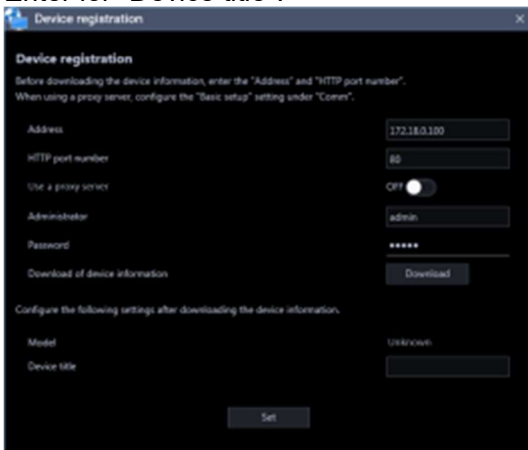 Device registration
Device registration
Before downloading the device information, enter the "Address" and "HTTP port number".
When using a proxy server, configure the "Basic setup" setting under "Comm".
Address 172.18.0.100
HTTP port number 80
Use a proxy server OFF
Administrator admin
Password •••••
Download of device information Download
Configure the following settings after downloading the device information.
Model Unknown
Device title
Set